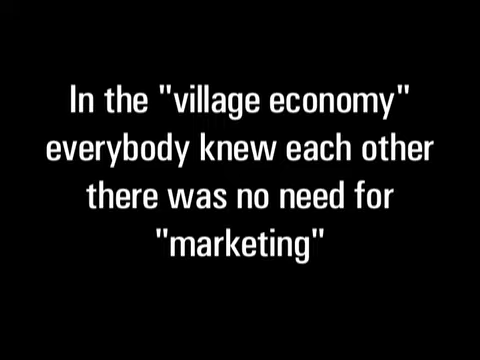 In the "village economy"
everybody knew each other
there was no need for
"marketing"